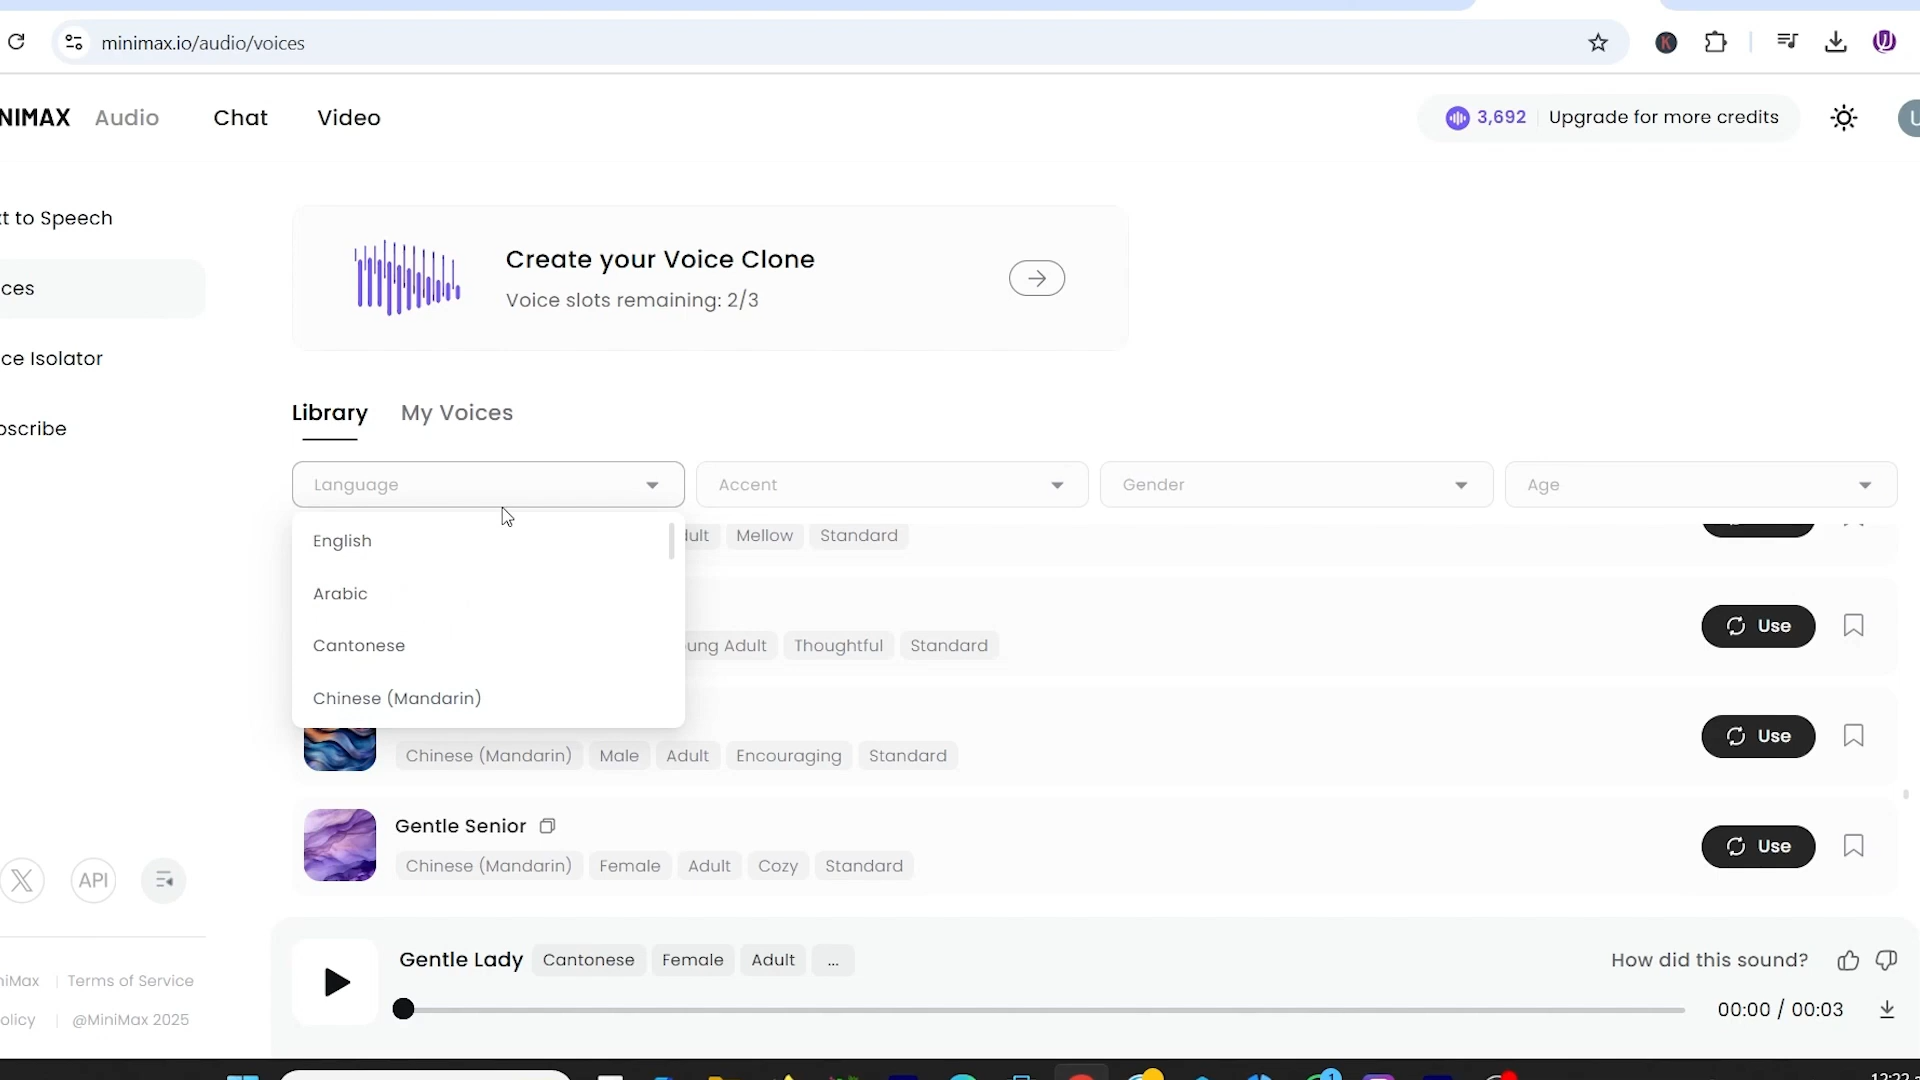 minimax.io/audio/voices
NIMAX Audio Chat Video
3,692 Upgrade for more credits
xt to Speech
ces
Create your Voice Clone
Voice slots remaining: 2/3
ce Isolator
Library My Voices
bscribe
Language Accent Gender Age
English
dult Mellow Standard
Arabic
Use
Cantonese
ung Adult Thoughtful Standard
Chinese (Mandarin)
Use
Chinese (Mandarin) Male Adult Encouraging Standard
Gentle Senior
Use
Chinese (Mandarin) Female Adult Cozy Standard
API
Gentle Lady Cantonese Female Adult ...
How did this sound?
niMax | Terms of Service
00:00 / 00:03
olicy | @MiniMax 2025